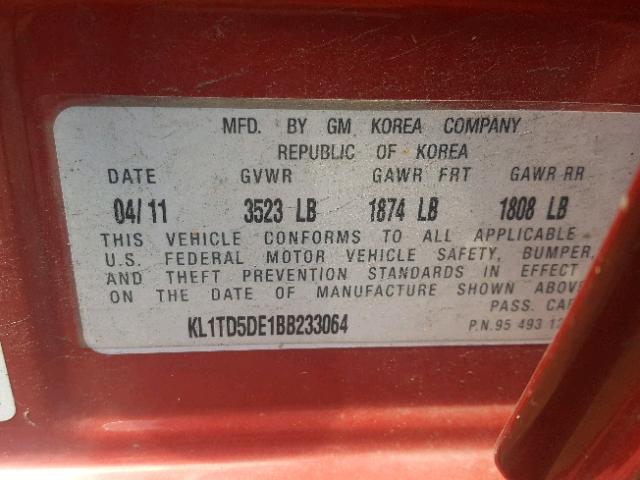 MFD. BY GM KOREA COMPANY
REPUBLIC OF KOREA
DATE GVWR GAWR FRT GAWR RR
04/11 3523 LB 1874 LB 1808 LB
THIS VEHICLE CONFORMS TO ALL APPLICABLE
U.S. FEDERAL MOTOR VEHICLE SAFETY, BUMPER,
AND THEFT PREVENTION STANDARDS IN EFFECT
ON THE DATE OF MANUFACTURE SHOWN ABOVE
PASS. CAR
KL1TD5DE1BB233064 P.N.95 493